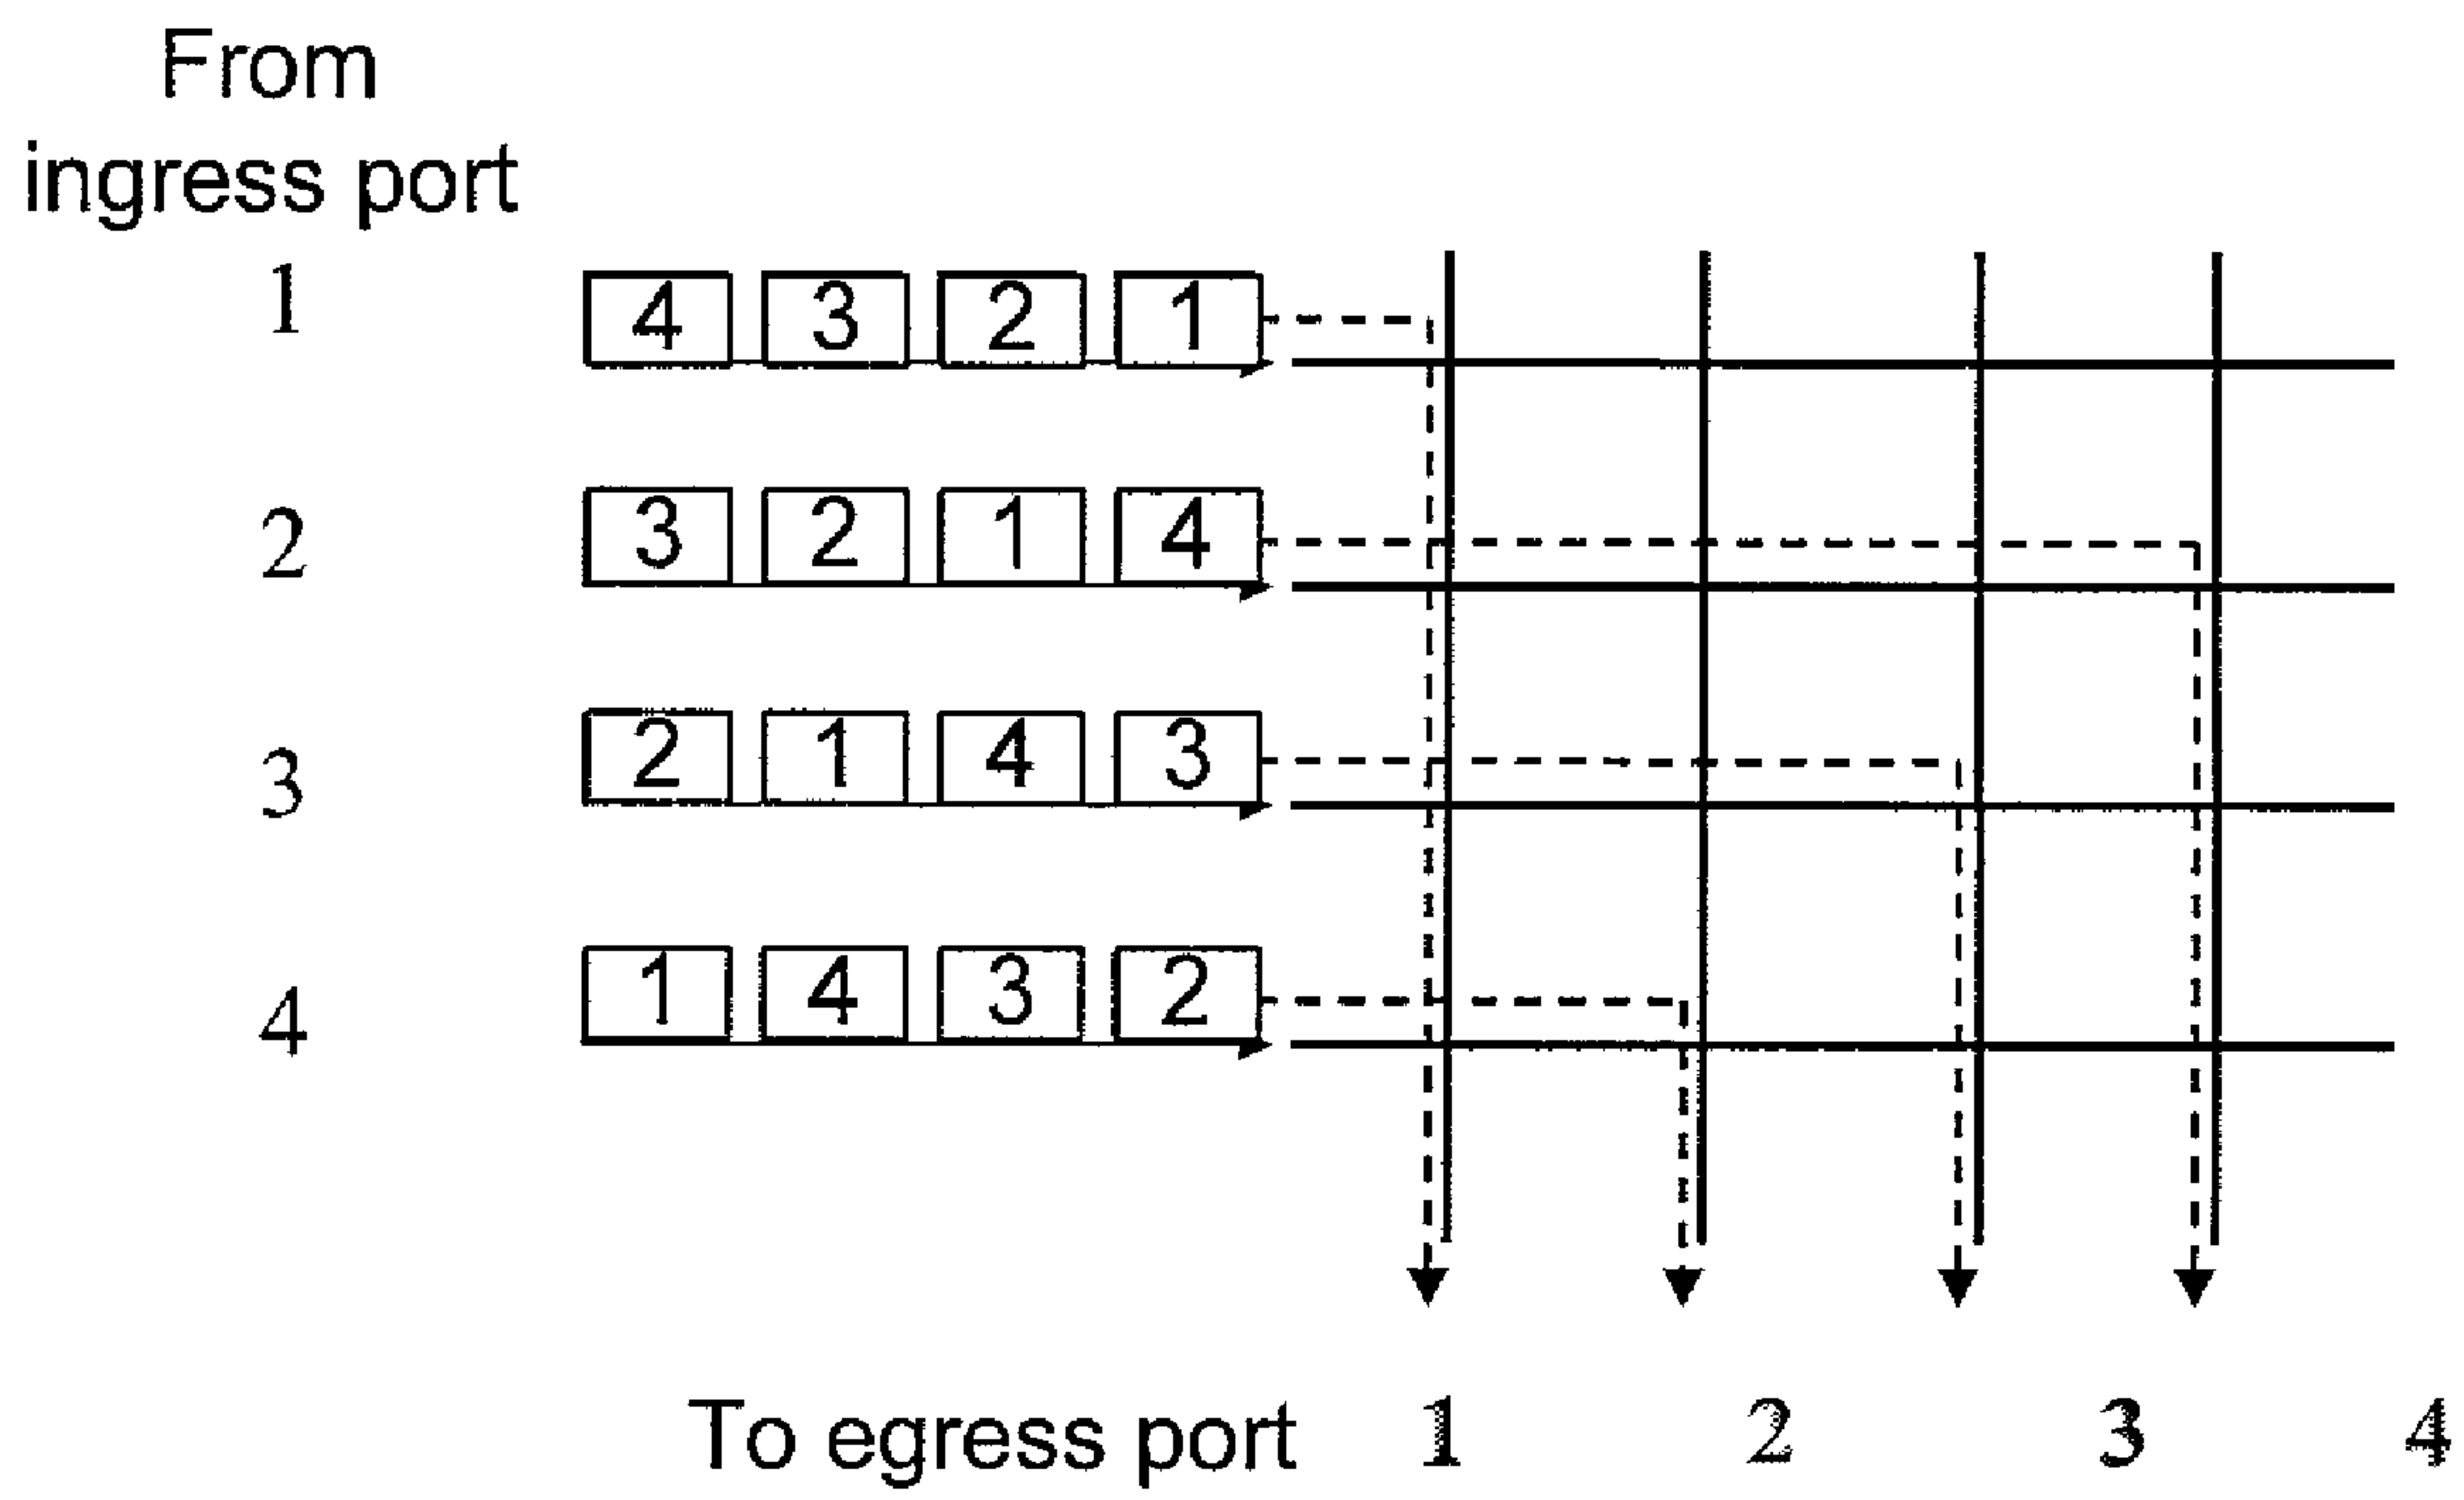 From
ingress port
1 4 3 2 1
2 3 2 1 4
3 2 1 4 3
4 1 4 3 2
To egress port 1 2 3 4